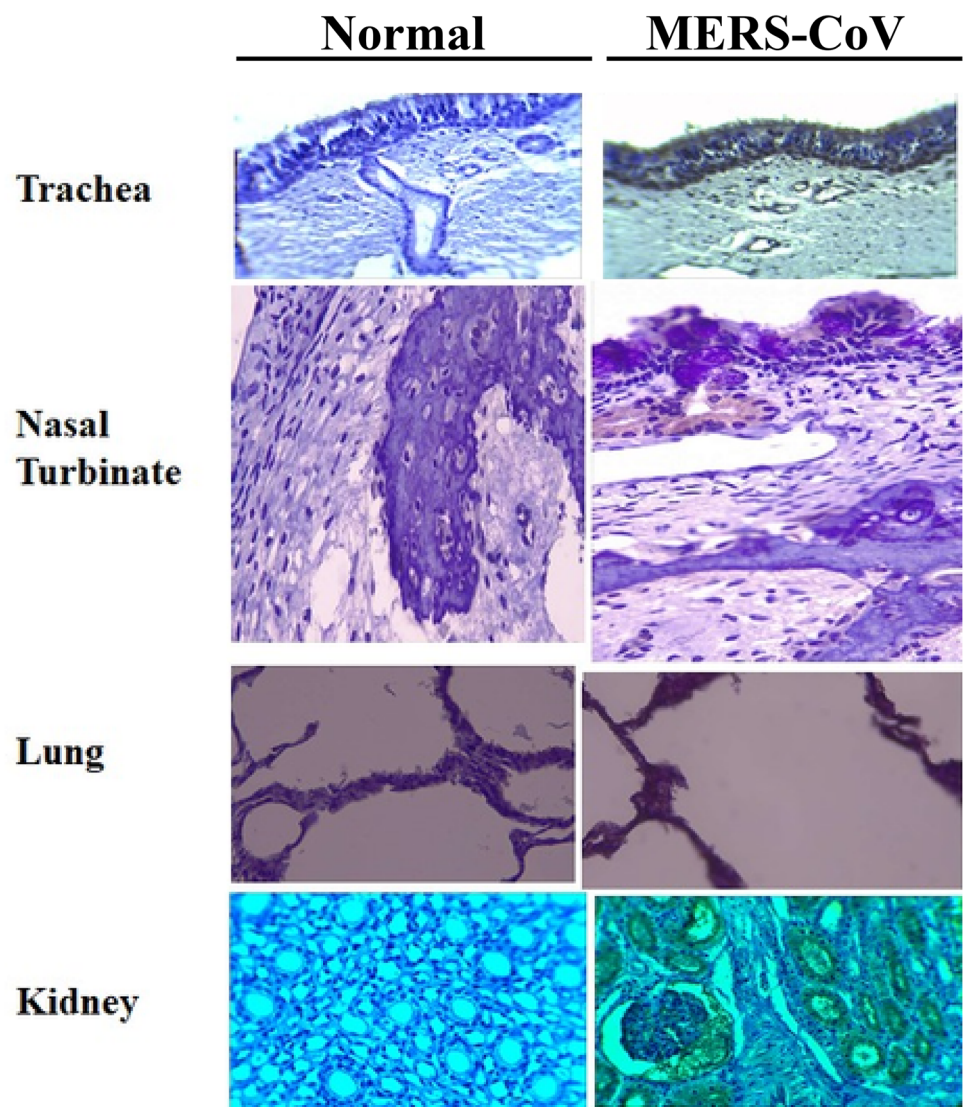 Normal
MERS-CoV
Trachea
Nasal
Turbinate
Lung
Kidney